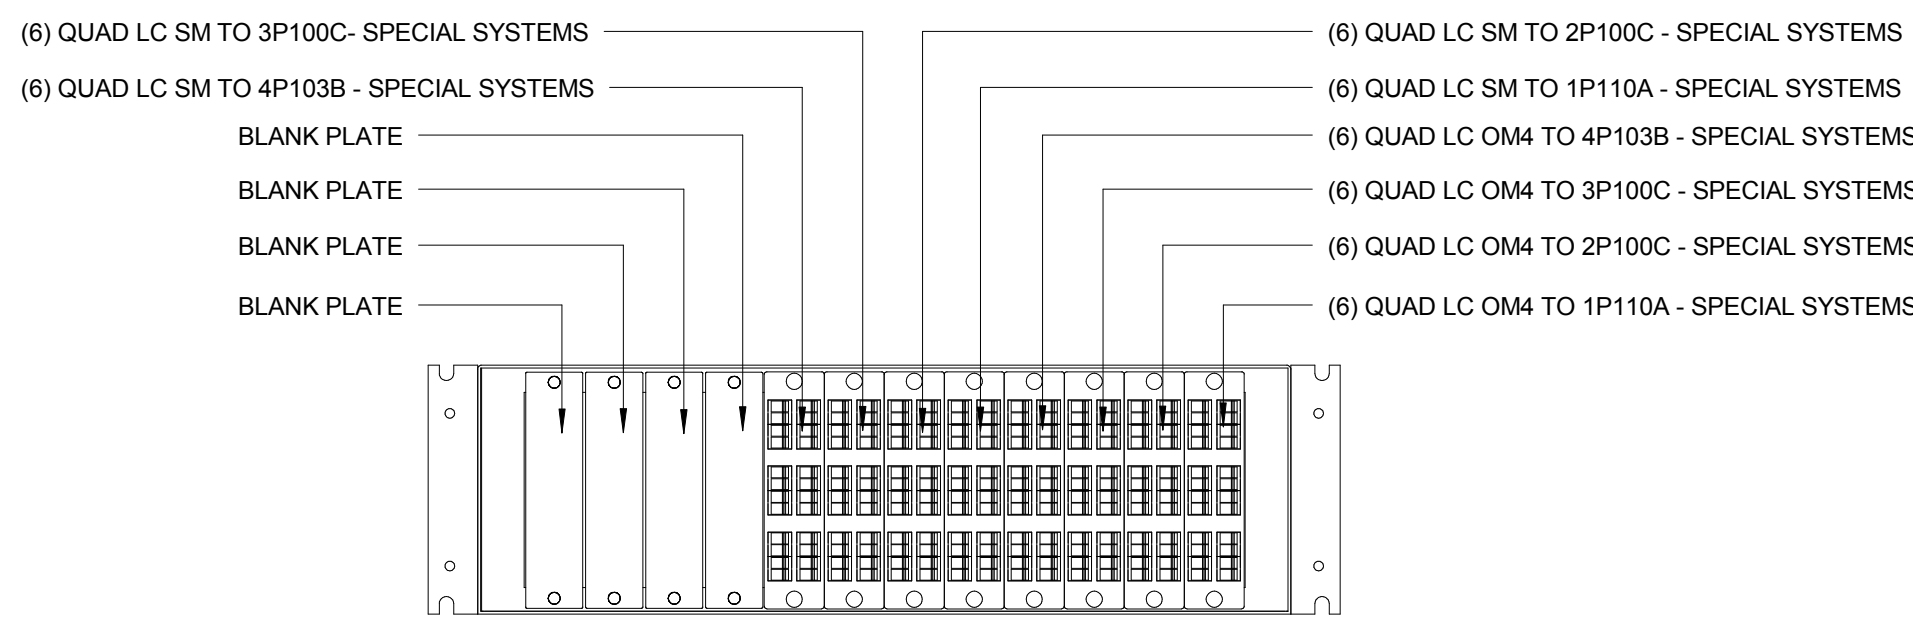 (6) QUAD LC SM TO 3P100C- SPECIAL SYSTEMS
(6) QUAD LC SM TO 4P103B - SPECIAL SYSTEMS
BLANK PLATE
BLANK PLATE
BLANK PLATE
BLANK PLATE
(6) QUAD LC SM TO 2P100C - SPECIAL SYSTEMS
(6) QUAD LC SM TO 1P110A - SPECIAL SYSTEMS
(6) QUAD LC OM4 TO 4P103B - SPECIAL SYSTEMS
(6) QUAD LC OM4 TO 3P100C - SPECIAL SYSTEMS
(6) QUAD LC OM4 TO 2P100C - SPECIAL SYSTEMS
(6) QUAD LC OM4 TO 1P110A - SPECIAL SYSTEMS